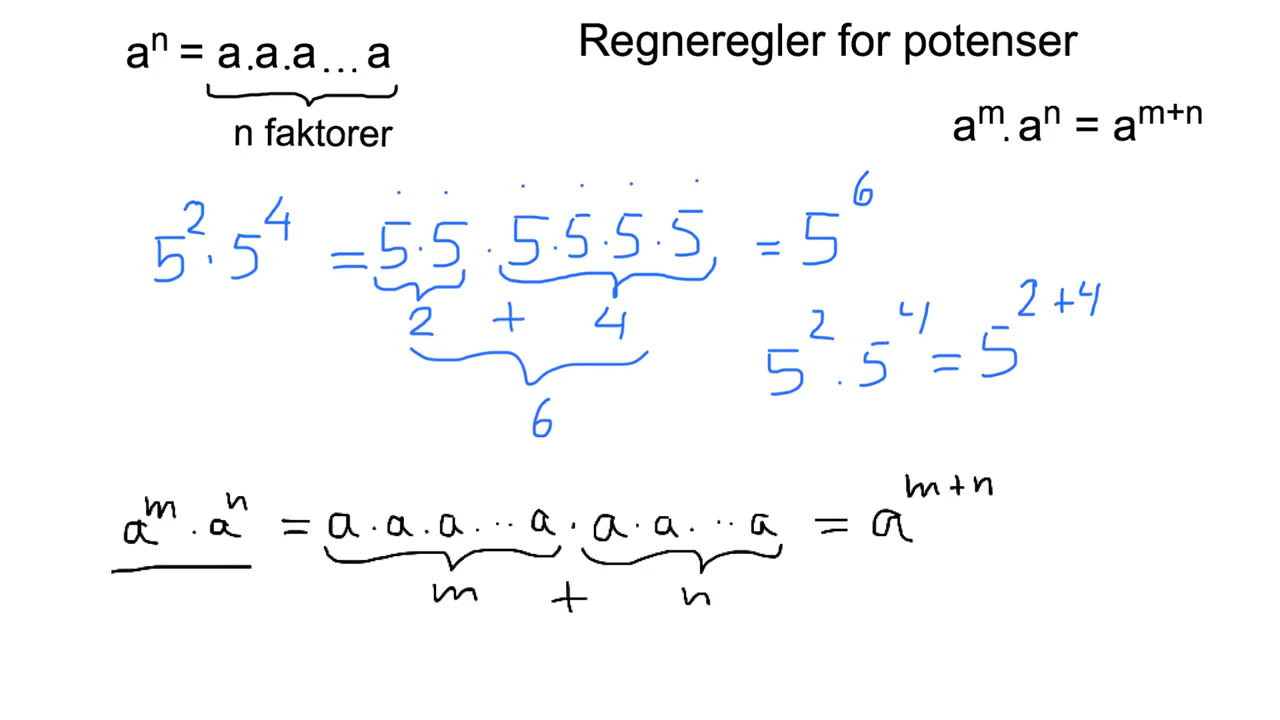 aⁿ = a.a.a...a
Regneregler for potenser
n faktorer
aᵐ.aⁿ = aᵐ⁺ⁿ
5² · 5⁴ = 5·5 · 5·5·5·5 = 5⁶
2 + 4
6
5² · 5⁴ = 5²⁺⁴
aᵐ · aⁿ = a·a·a···a · a·a···a = aᵐ⁺ⁿ
m + n